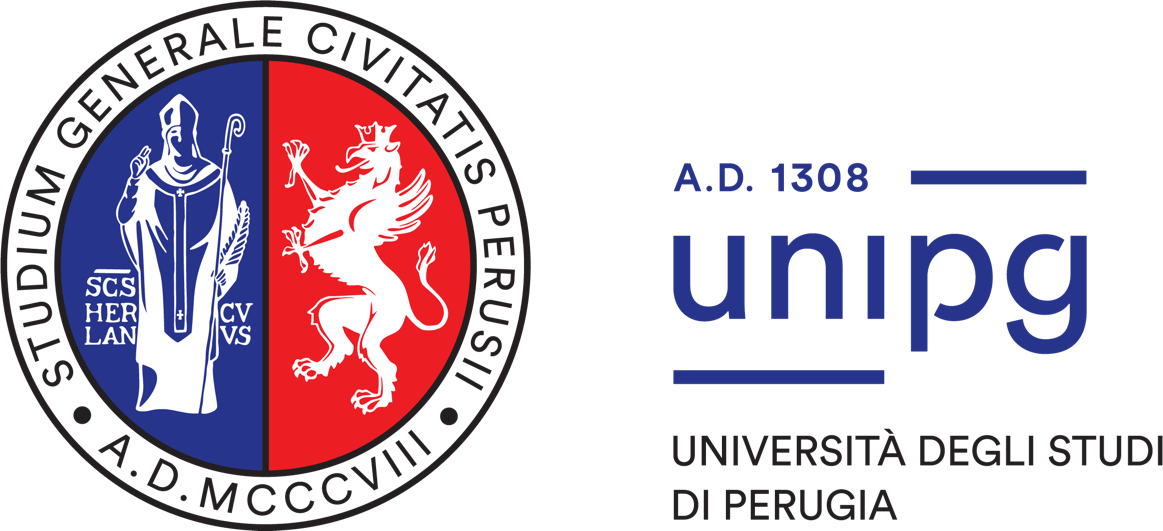 STUDIUM GENERALE CIVITATIS PERUSII
• A.D. MCCCVIII •
SCS
HER CV
LAN VS
A.D. 1308
unipg
UNIVERSITÀ DEGLI STUDI
DI PERUGIA